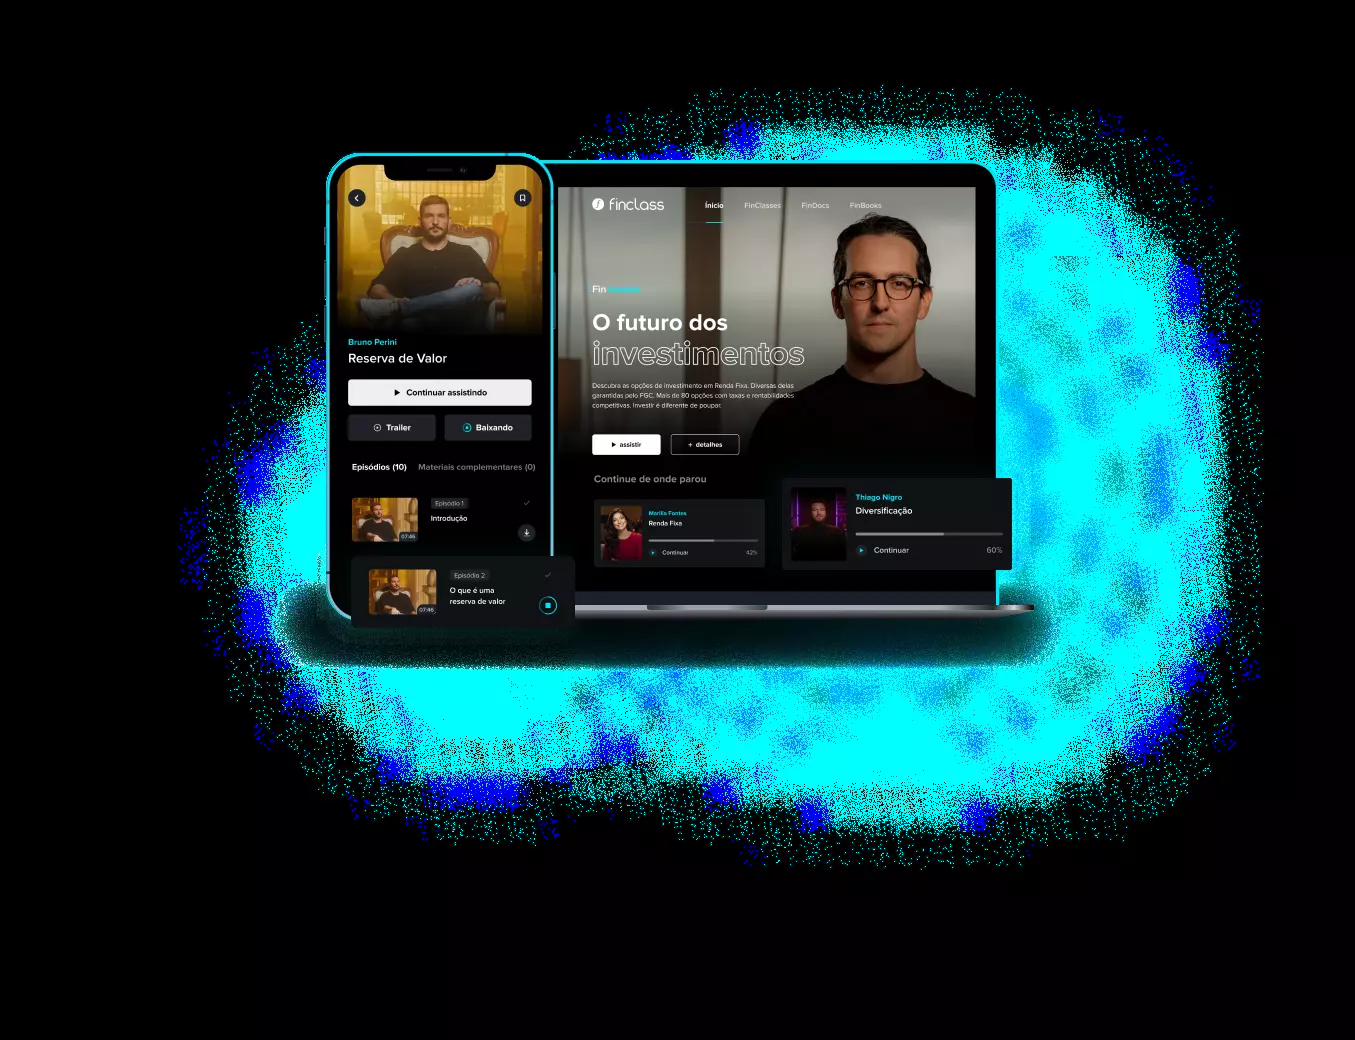 Bruno Perini
Reserva de Valor
Continuar assistindo
Trailer
Baixando
Episódios (10)
Materiais complementares (0)
07:46
Episódio 1
Introdução
07:46
Episódio 2
O que é uma
reserva de valor
finclass
Início
FinClasses
FinDocs
FinBooks
Fin
O futuro dos
investimentos
Descubra as opções de investimento em Renda Fixa. Diversas delas
garantidas pelo FGC. Mais de 80 opções com taxas e rentabilidades
competitivas. Investir é diferente de poupar.
assistir
+ detalhes
Continue de onde parou
Marilia Fontes
Renda Fixa
Continuar
42%
Thiago Nigro
Diversificação
Continuar
60%